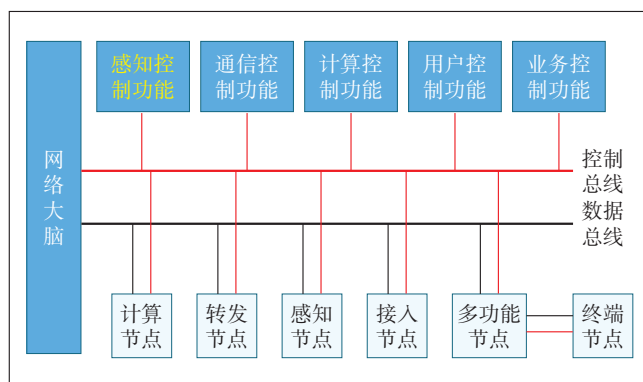 感知控
制功能
通信控
制功能
计算控
制功能
用户控
制功能
业务控
制功能
网
络
大
脑
控制
总线
数据
总线
计算
节点
转发
节点
感知
节点
接入
节点
多功能
节点
终端
节点